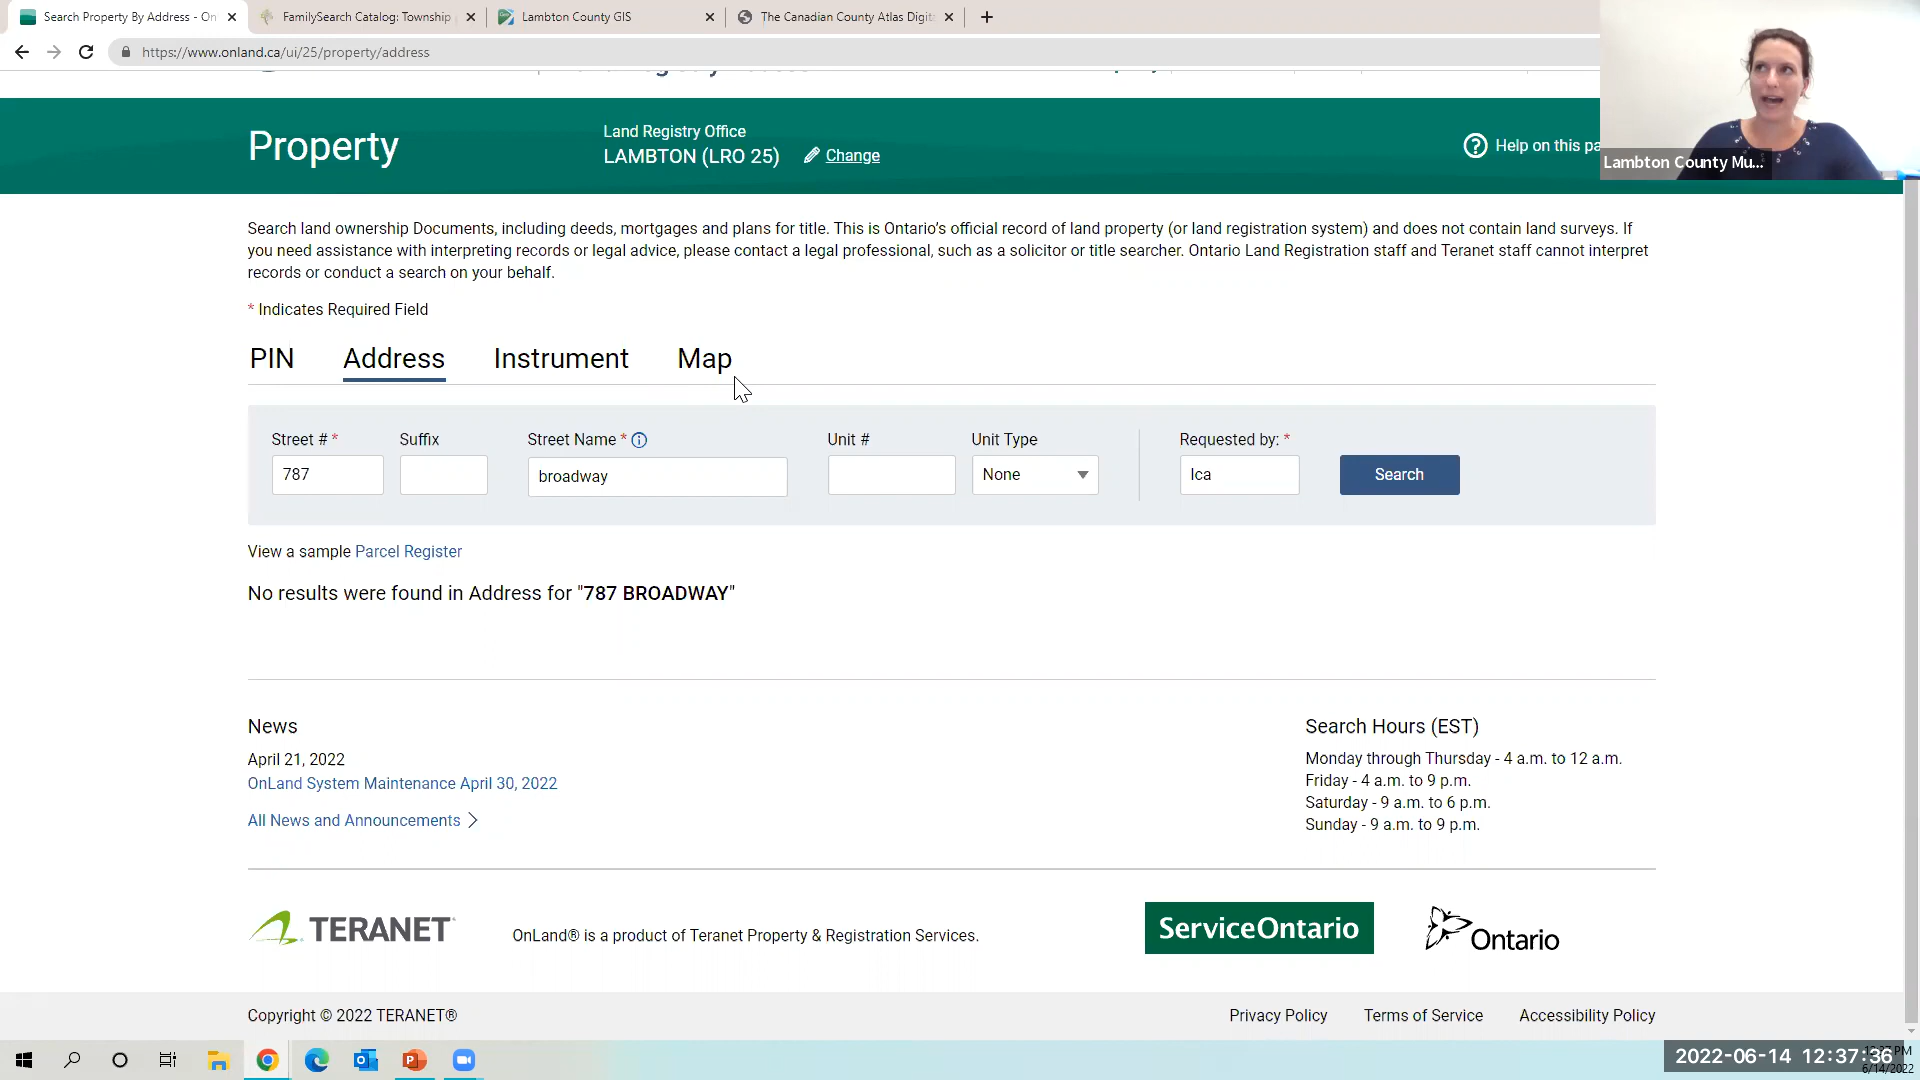 Search Property By Address - On
FamilySearch Catalog: Township
Lambton County GIS
The Canadian County Atlas Digit
https://www.onland.ca/ui/25/property/address
Property
Land Registry Office
LAMBTON (LRO 25)
Change
Help on this pa
Lambton County Mu...
Search land ownership Documents, including deeds, mortgages and plans for title. This is Ontario's official record of land property (or land registration system) and does not contain land surveys. If
you need assistance with interpreting records or legal advice, please contact a legal professional, such as a solicitor or title searcher. Ontario Land Registration staff and Teranet staff cannot interpret
records or conduct a search on your behalf.
* Indicates Required Field
PIN Address Instrument Map
Street # * Suffix Street Name * Unit # Unit Type Requested by: *
787 broadway None lca Search
View a sample Parcel Register
No results were found in Address for "787 BROADWAY"
News
April 21, 2022
OnLand System Maintenance April 30, 2022
All News and Announcements
Search Hours (EST)
Monday through Thursday - 4 a.m. to 12 a.m.
Friday - 4 a.m. to 9 p.m.
Saturday - 9 a.m. to 6 p.m.
Sunday - 9 a.m. to 9 p.m.
TERANET
OnLand® is a product of Teranet Property & Registration Services.
ServiceOntario
Ontario
Copyright © 2022 TERANET®
Privacy Policy Terms of Service Accessibility Policy
2022-06-14 12:37:36
6/14/2022